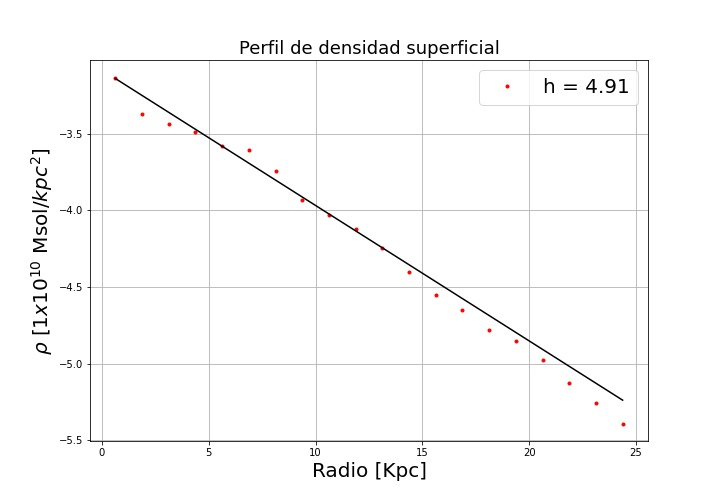 Perfil de densidad superficial
h = 4.91
ρ [1x10^{10} Msol/kpc^2]
−3.5
−4.0
−4.5
−5.0
−5.5
0 5 10 15 20 25
Radio [Kpc]